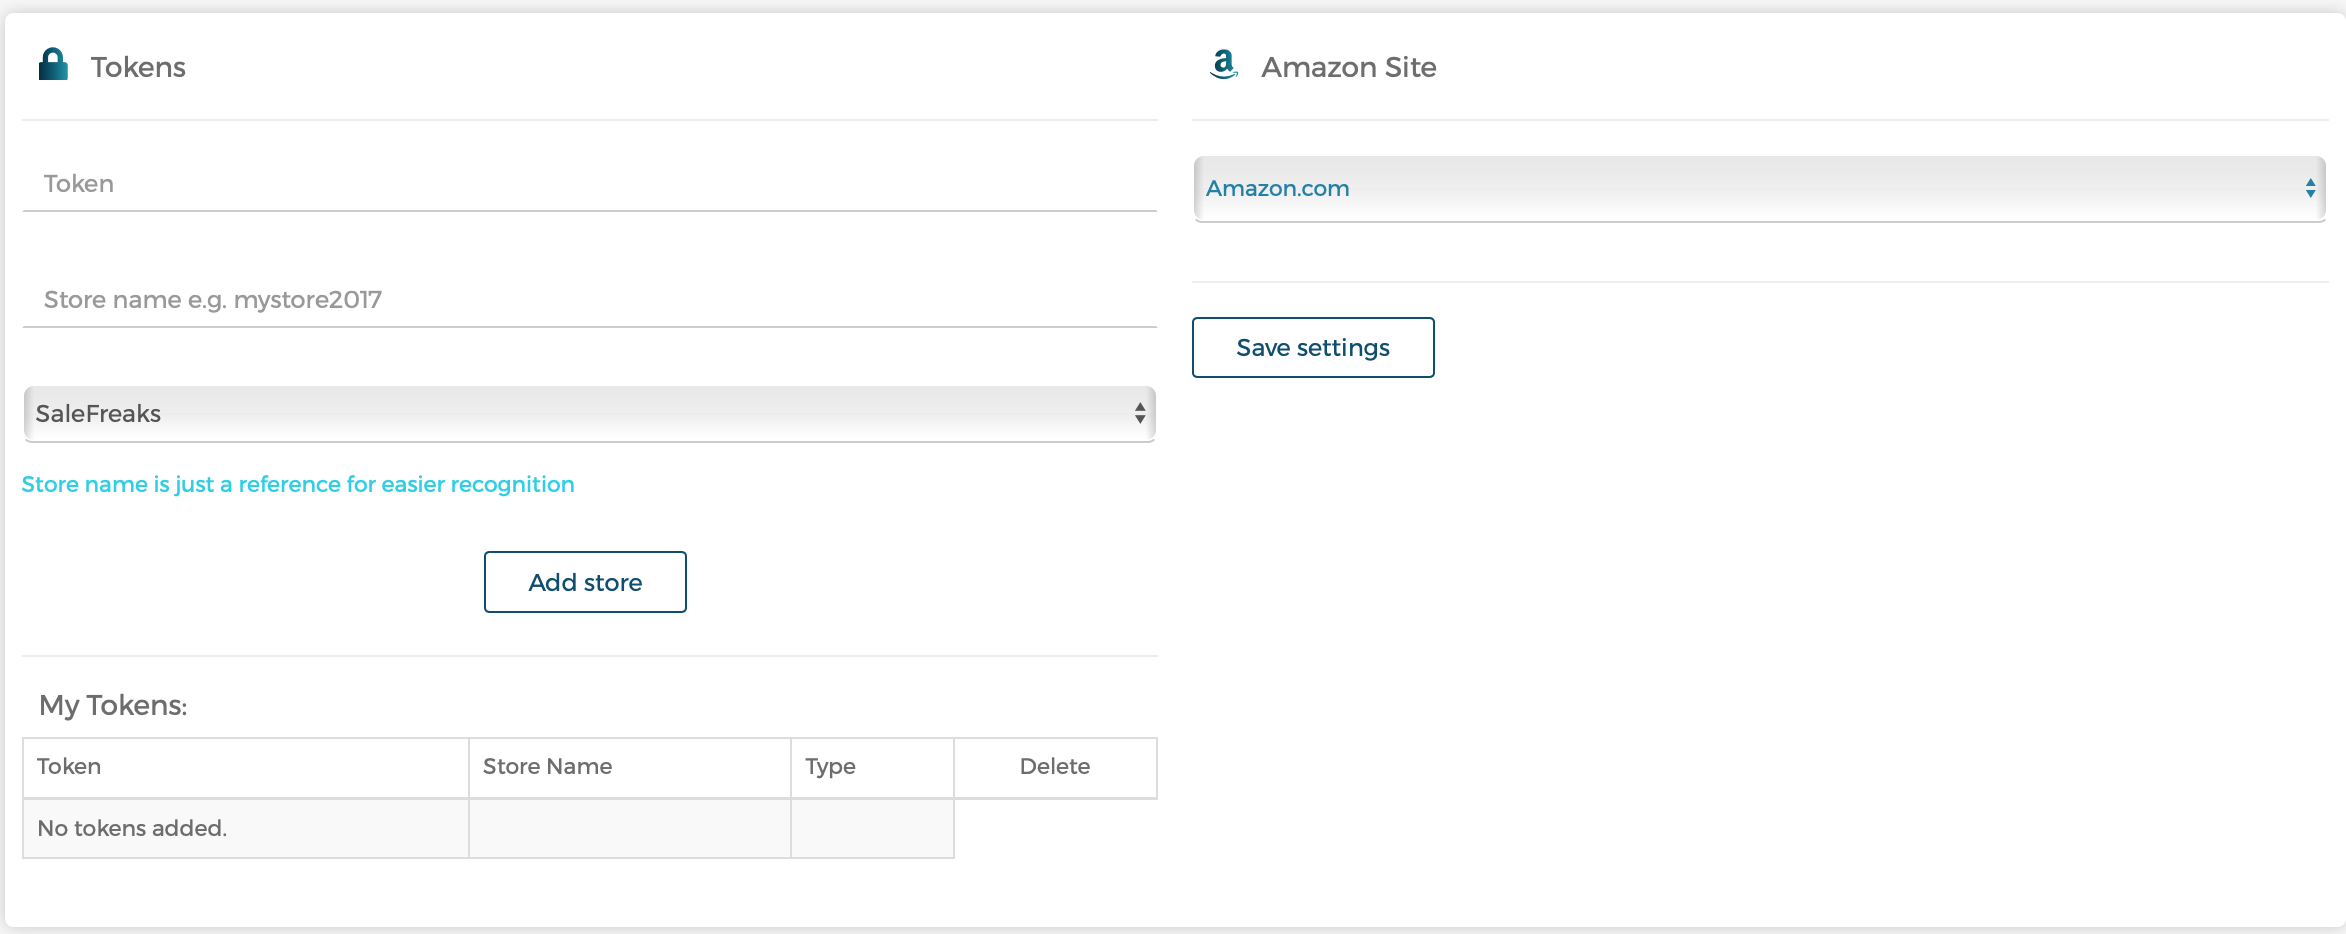 Tokens
Token
Store name e.g. mystore2017
SaleFreaks
Store name is just a reference for easier recognition
Add store
My Tokens:
Token Store Name Type Delete
No tokens added.
Amazon Site
Amazon.com
Save settings